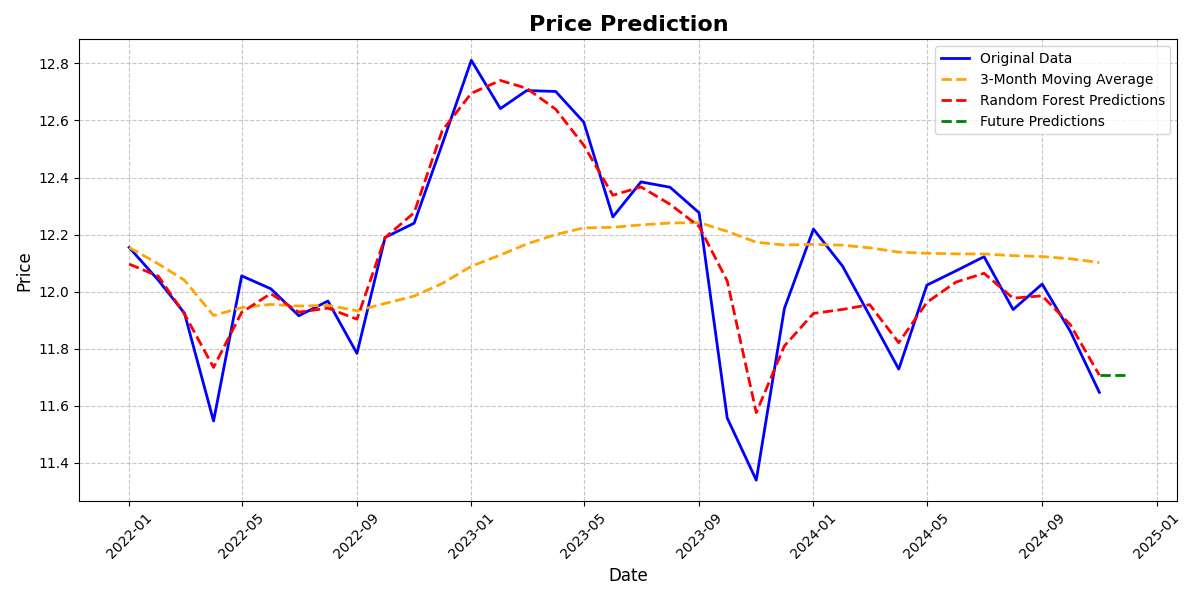 Price Prediction
Original Data
3-Month Moving Average
Random Forest Predictions
Future Predictions
Price
12.8
12.6
12.4
12.2
12.0
11.8
11.6
11.4
2022-01
2022-05
2022-09
2023-01
2023-05
2023-09
2024-01
2024-05
2024-09
2025-01
Date